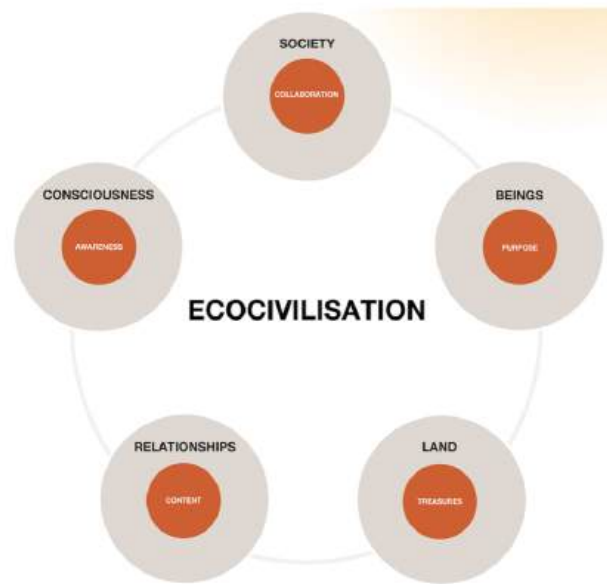 SOCIETY
COLLABORATION
CONSCIOUSNESS
AWARENESS
BEINGS
PURPOSE
ECOCIVILISATION
RELATIONSHIPS
CONTENT
LAND
TREASURES